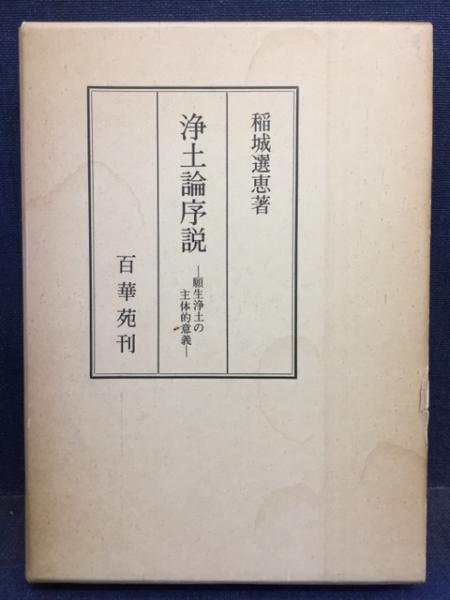 稲城選恵著
浄土論序説
―願生浄土の
主体的意義―
百華苑刊